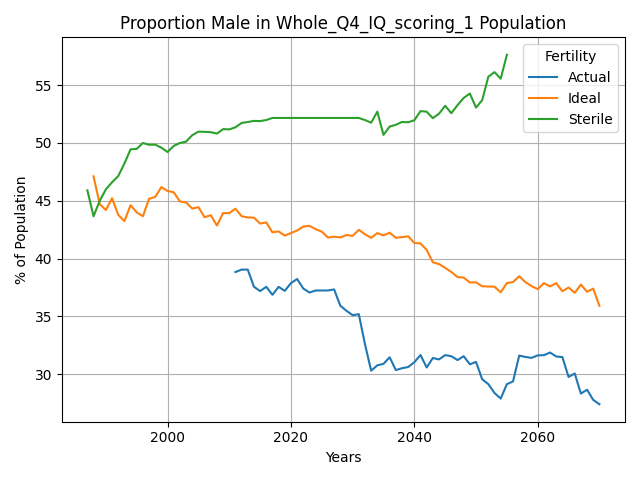 Proportion Male in Whole_Q4_IQ_scoring_1 Population
% of Population
55
50
45
40
35
30
2000
2020
2040
2060
Years
Fertility
Actual
Ideal
Sterile